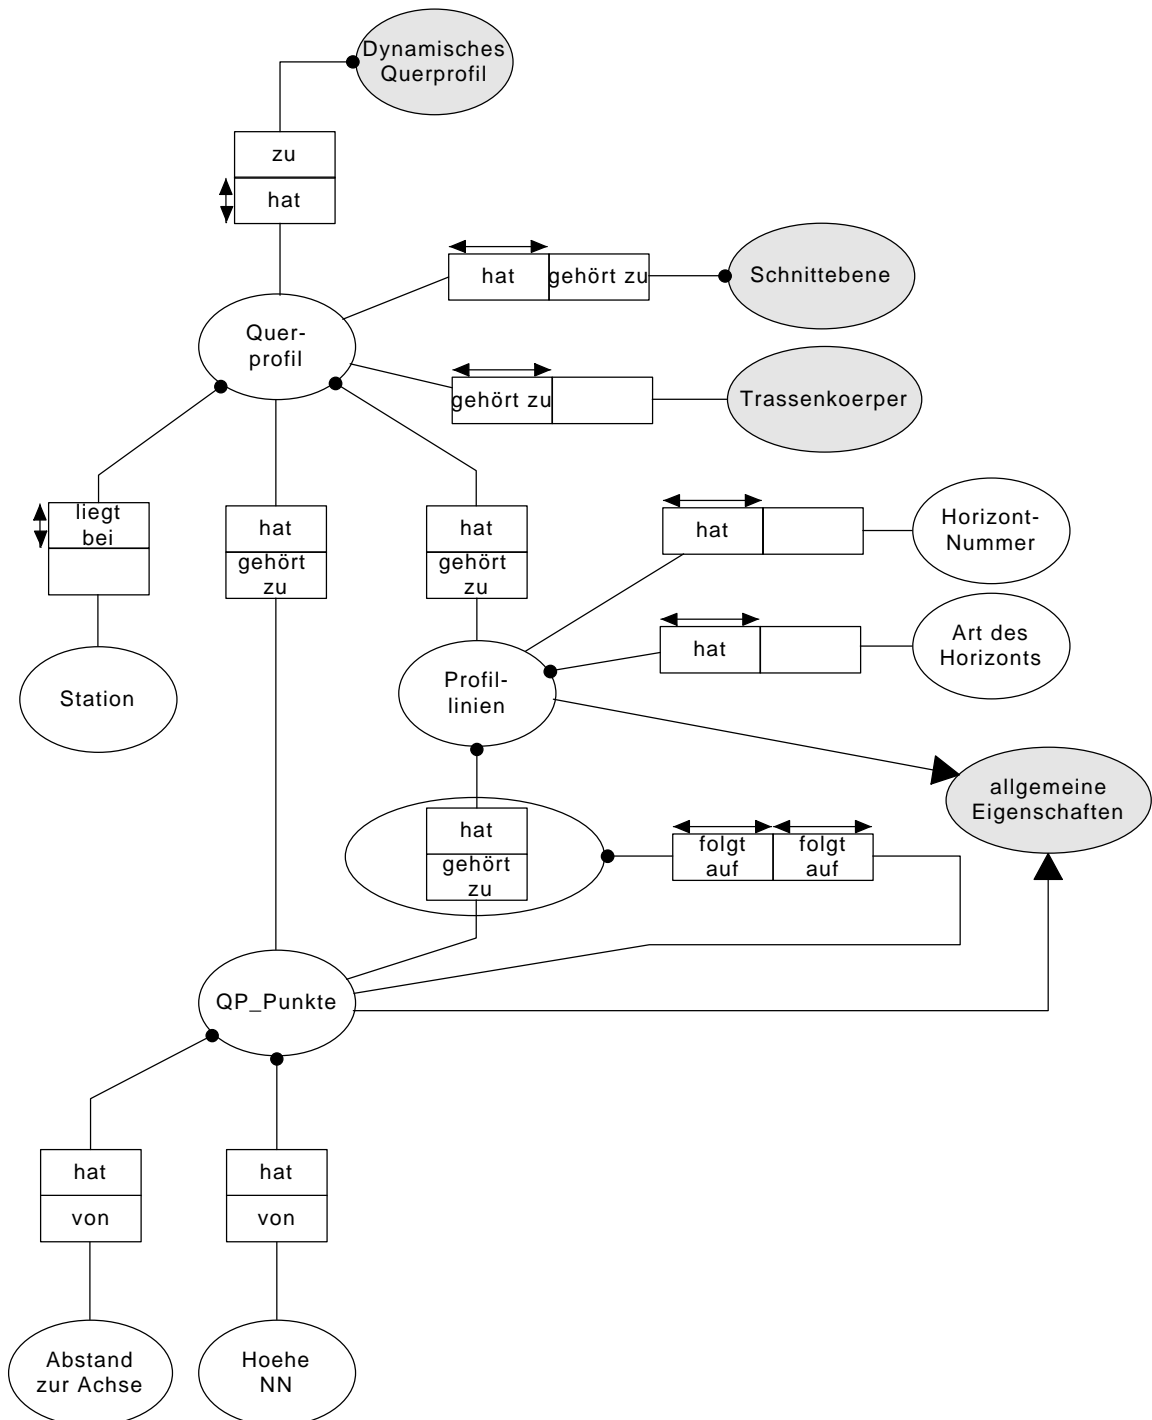 Dynamisches
Querprofil
zu
hat
hat
gehört zu
Schnittebene
Quer-
profil
gehört zu
Trassenkoerper
liegt
bei
hat
gehört
zu
hat
gehört
zu
hat
Horizont-
Nummer
hat
Art des
Horizonts
Station
Profil-
linien
allgemeine
Eigenschaften
hat
gehört
zu
folgt
auf
folgt
auf
QP_Punkte
hat
von
hat
von
Abstand
zur Achse
Hoehe
NN